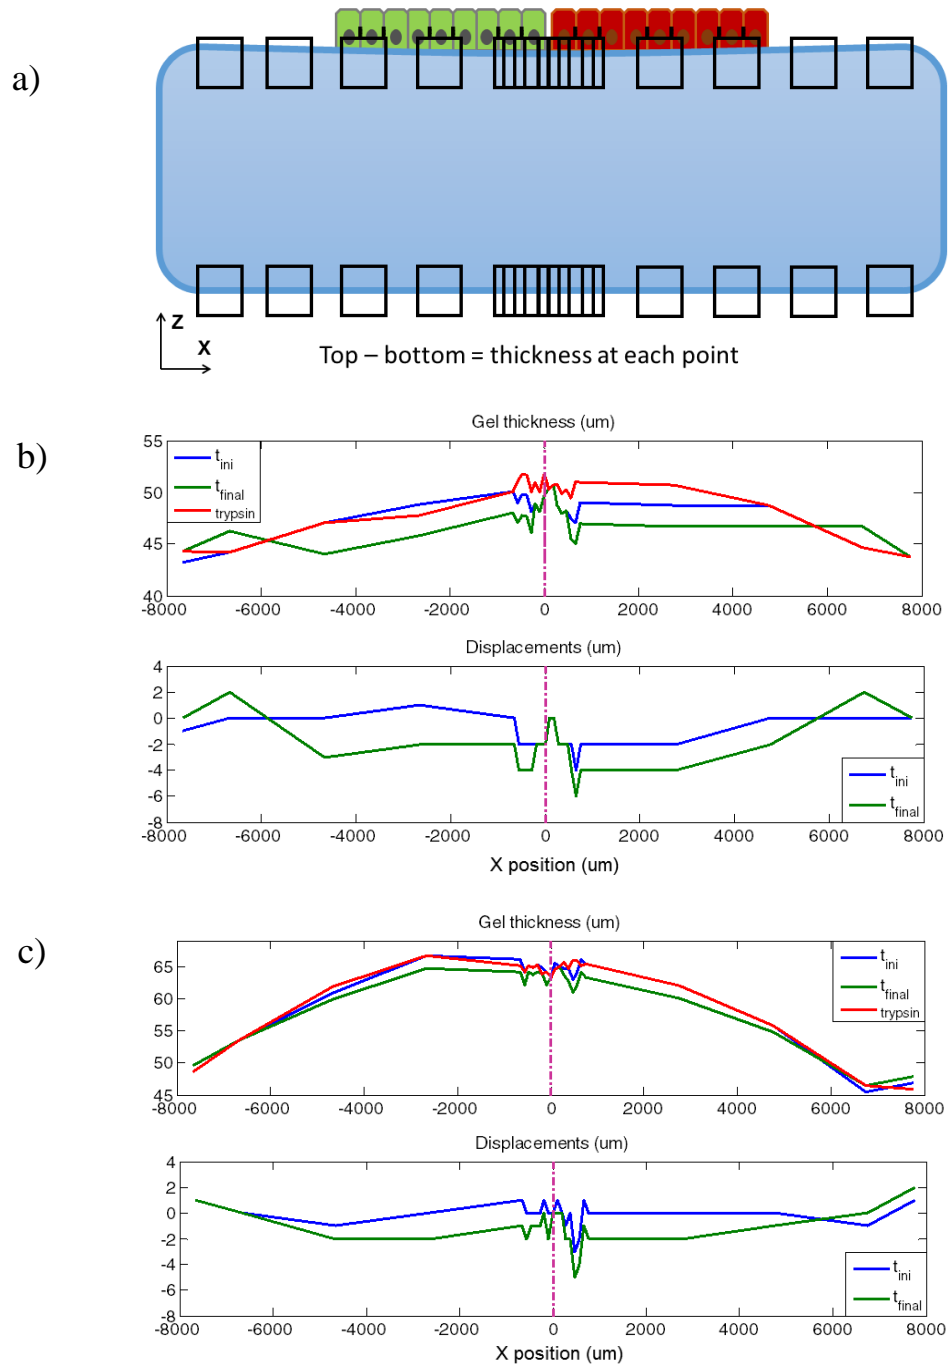 a)
Z
X
Top – bottom = thickness at each point
b)
Gel thickness (um)
55
50
45
40
t_ini
t_final
trypsin
-8000 -6000 -4000 -2000 0 2000 4000 6000 8000
Displacements (um)
4
2
0
-2
-4
-6
-8
t_ini
t_final
-8000 -6000 -4000 -2000 0 2000 4000 6000 8000
X position (um)
c)
Gel thickness (um)
65
60
55
50
45
t_ini
t_final
trypsin
-8000 -6000 -4000 -2000 0 2000 4000 6000 8000
Displacements (um)
4
2
0
-2
-4
-6
-8
t_ini
t_final
-8000 -6000 -4000 -2000 0 2000 4000 6000 8000
X position (um)